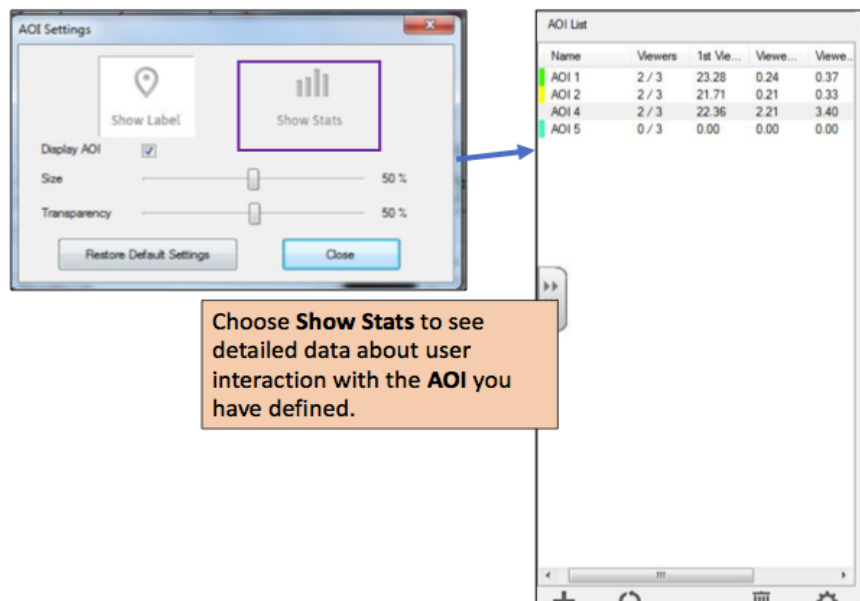 AOI Settings
Show Label
Show Stats
Display AOI
Size
50 %
Transparency
50 %
Restore Default Settings
Close
Choose Show Stats to see
detailed data about user
interaction with the AOI you
have defined.
AOI List
Name Viewers 1st Vie... Viewe... Viewe..
AOI 1 2 / 3 23.28 0.24 0.37
AOI 2 2 / 3 21.71 0.21 0.33
AOI 4 2 / 3 22.36 2.21 3.40
AOI 5 0 / 3 0.00 0.00 0.00